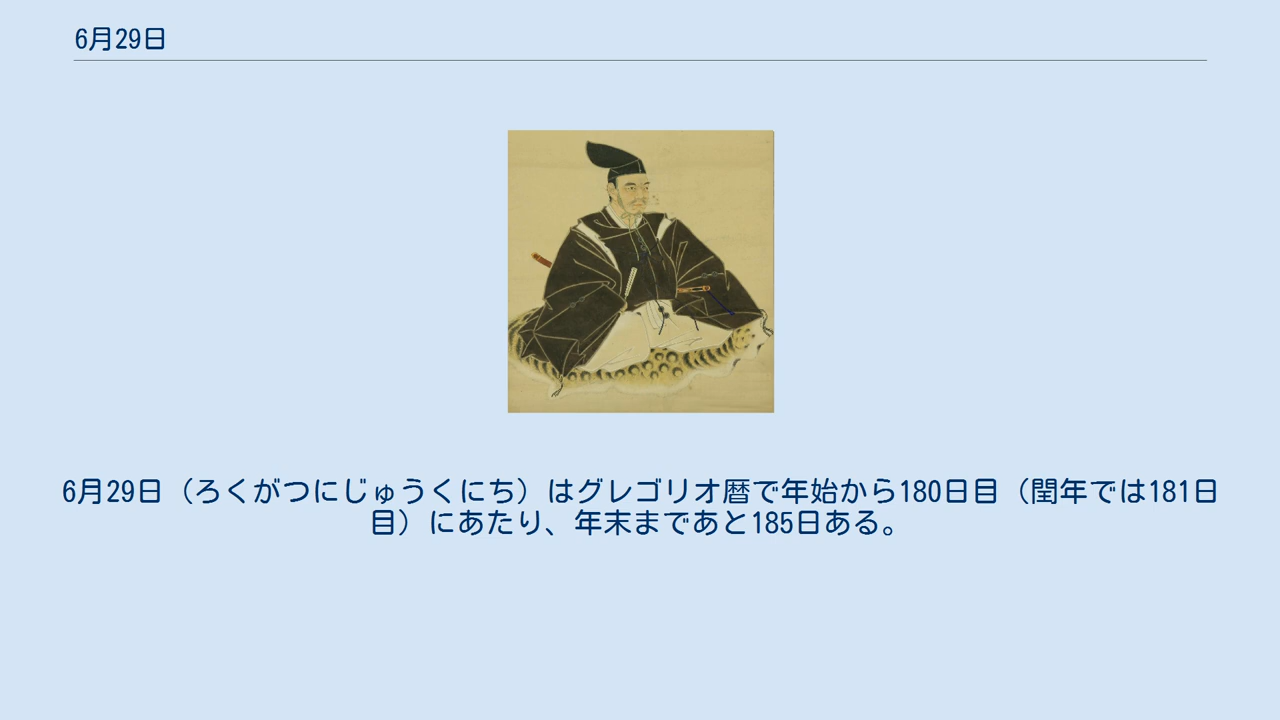 6月29日
6月29日（ろくがつにじゅうくにち）はグレゴリオ暦で年始から180日目（閏年では181日
目）にあたり、年末まであと185日ある。